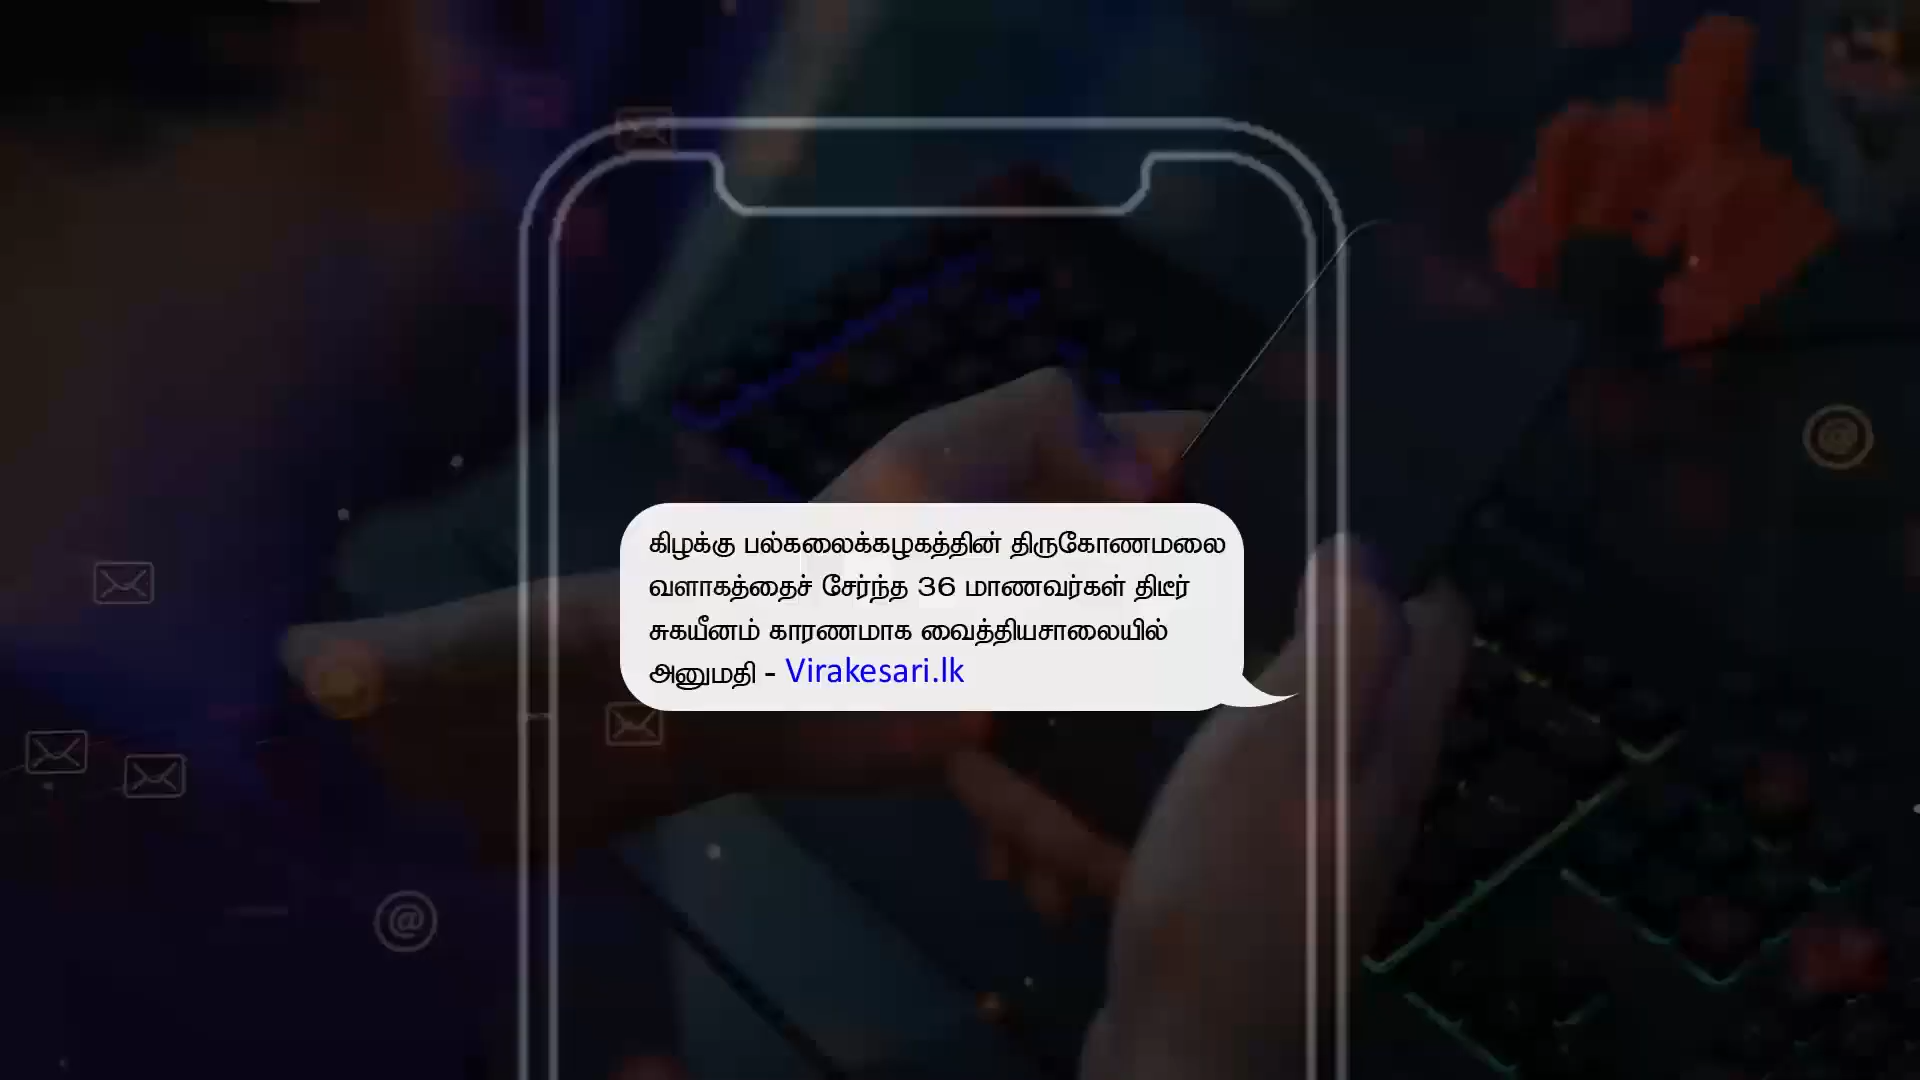 கிழக்கு பல்கலைக்கழகத்தின் திருகோணமலை
வளாகத்தைச் சேர்ந்த 36 மாணவர்கள் திடீர்
சுகயீனம் காரணமாக வைத்தியசாலையில்
அனுமதி - Virakesari.lk